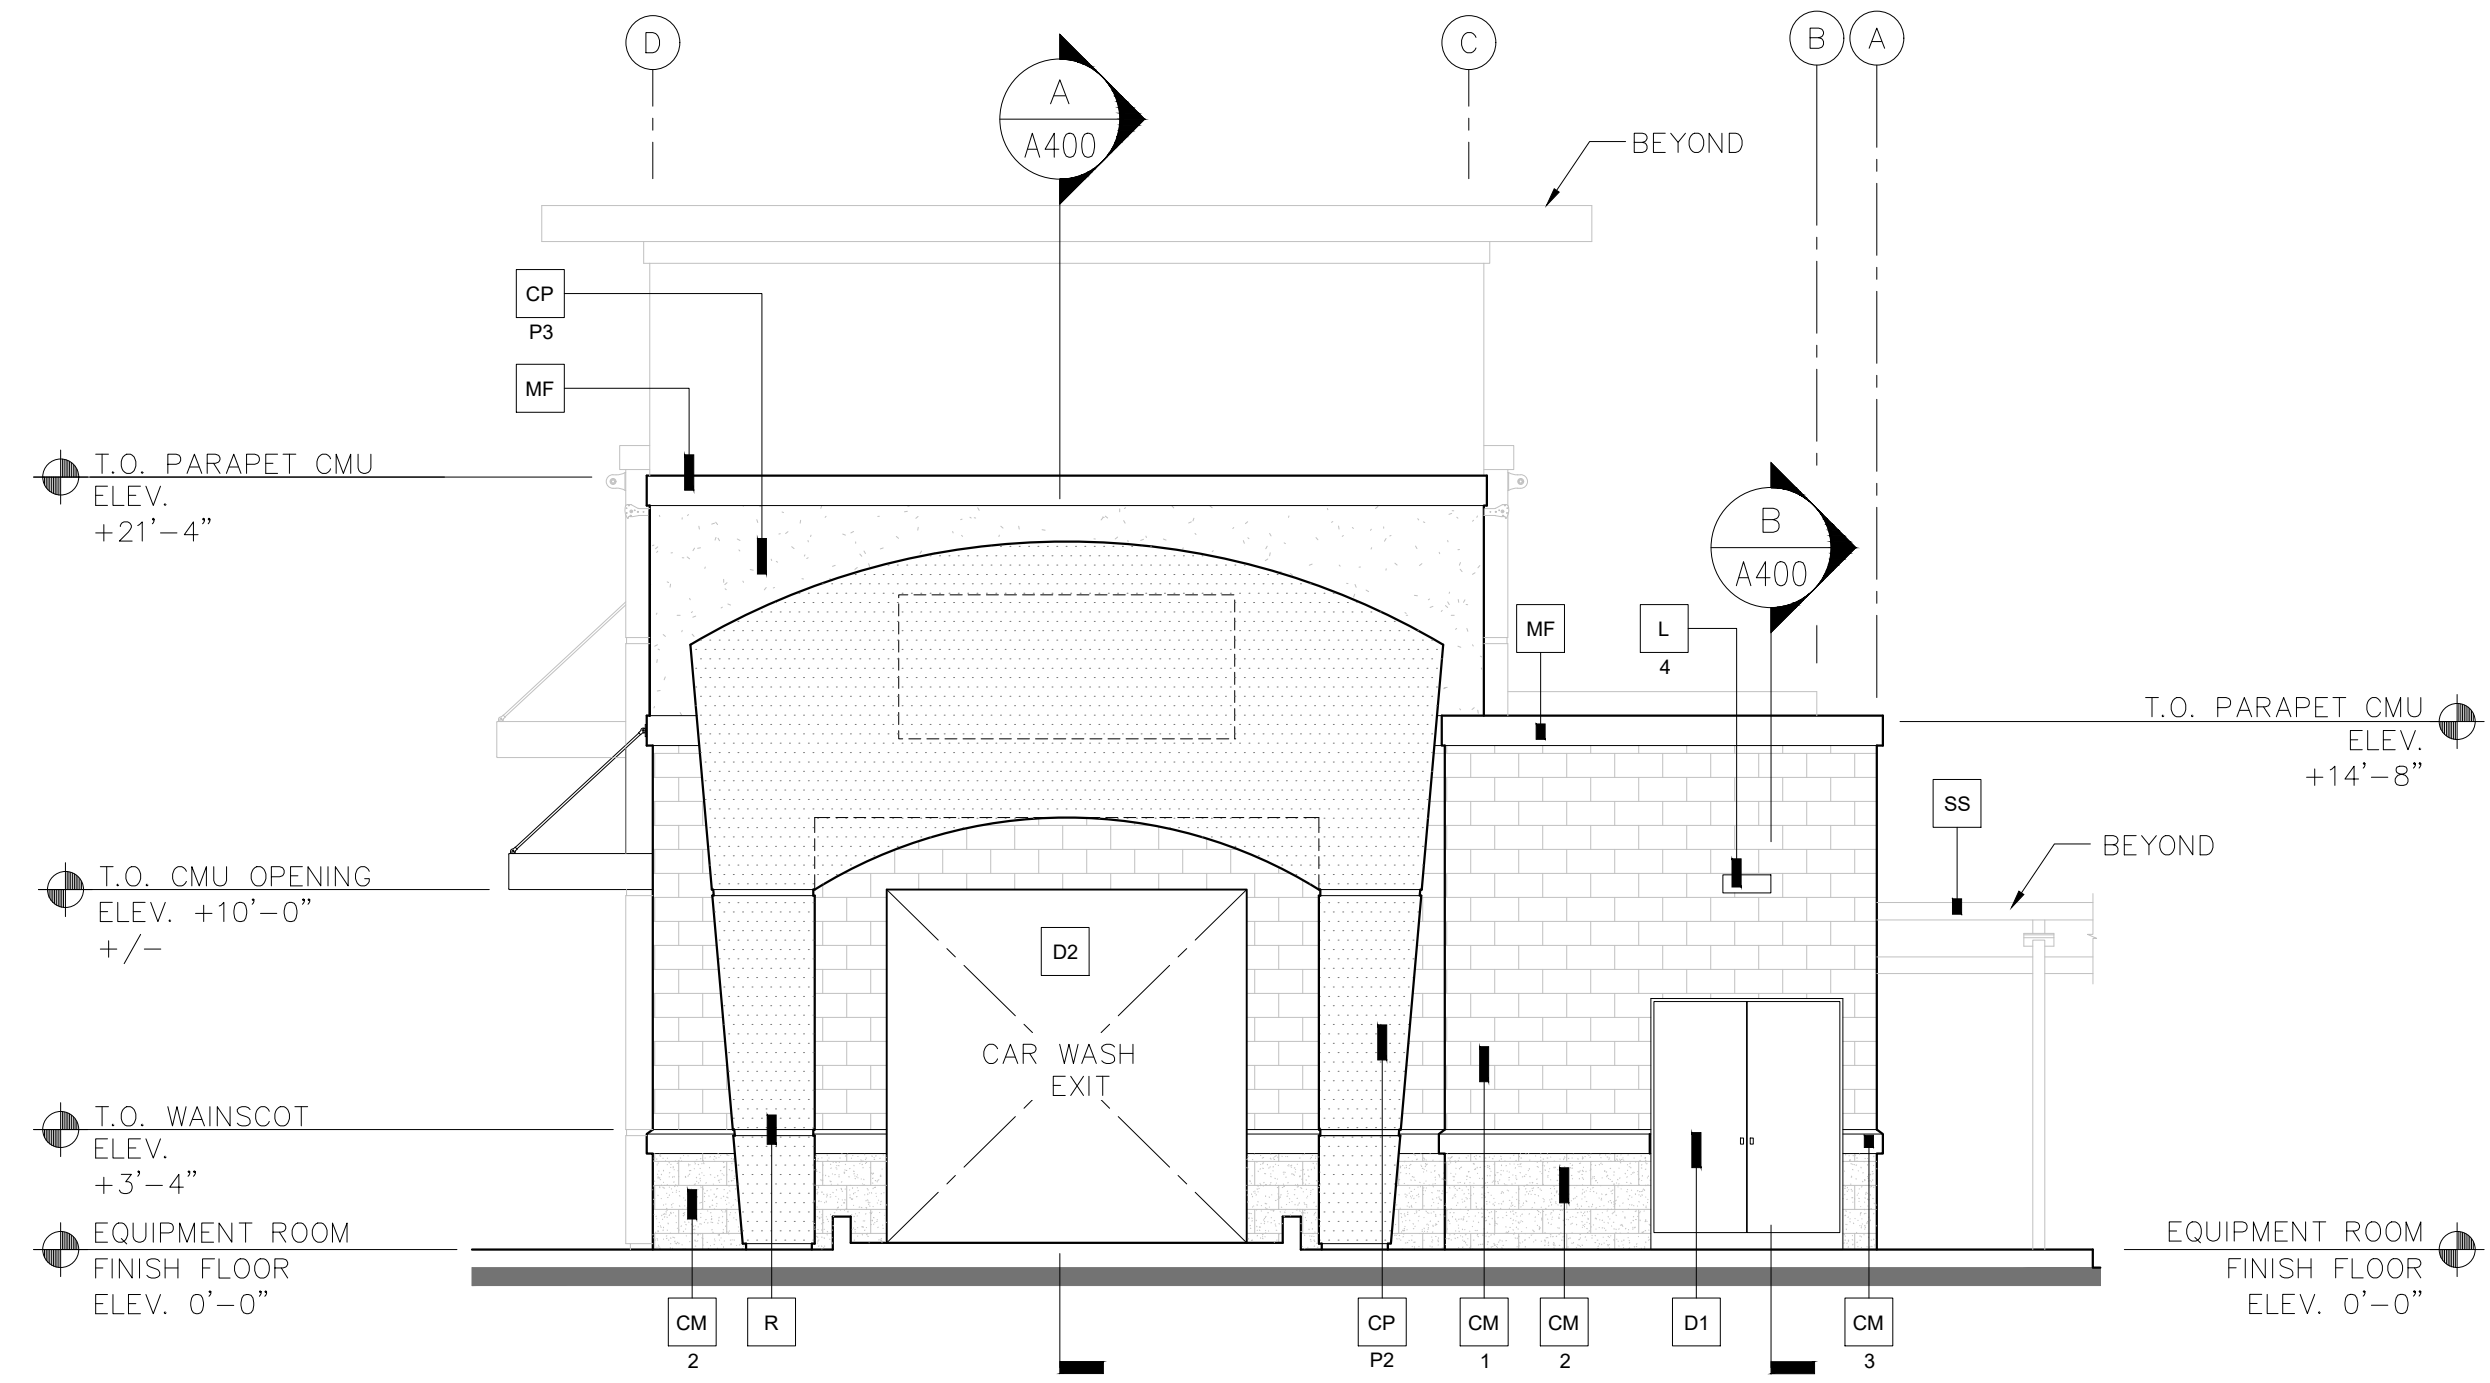 D
C
B
A
A
A400
BEYOND
CP
P3
MF
T.O. PARAPET CMU
ELEV.
+21'-4"
B
A400
MF
L
4
T.O. PARAPET CMU
ELEV.
+14'-8"
SS
BEYOND
T.O. CMU OPENING
ELEV. +10'-0"
+/-
D2
CAR WASH
EXIT
T.O. WAINSCOT
ELEV.
+3'-4"
EQUIPMENT ROOM
FINISH FLOOR
ELEV. 0'-0"
EQUIPMENT ROOM
FINISH FLOOR
ELEV. 0'-0"
CM
2
R
CP
P2
CM
1
CM
2
D1
CM
3